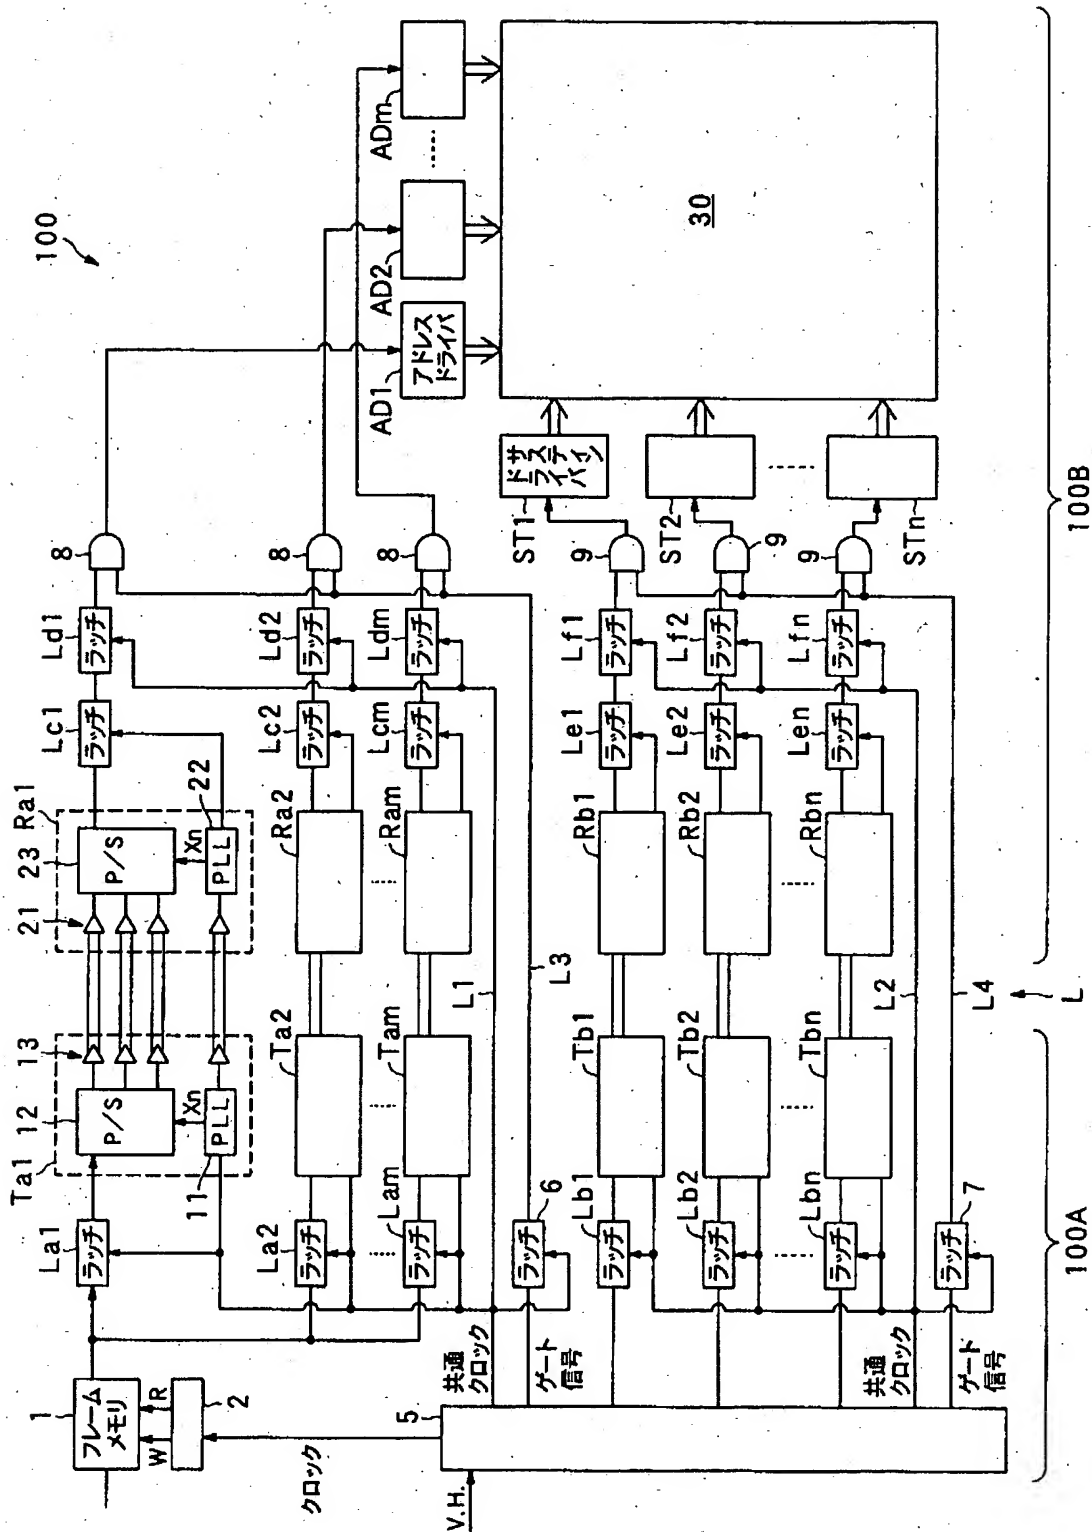 100
Ta1
12
13
21
23
Ra1
22
La1
ラッチ
P/S
Xn
PLL
11
P/S
Xn
PLL
Lc1
ラッチ
Ld1
ラッチ
8
1
フレーム
メモリ
W
R
2
クロック
La2
ラッチ
Ta2
Ra2
Lc2
ラッチ
Ld2
ラッチ
8
Lam
ラッチ
Tam
Ram
Lcm
ラッチ
Ldm
ラッチ
8
AD1
アドレス
ドライバ
AD2
ADm
30
5
V.H.
共通
クロック
L1
ゲート
信号
ラッチ
6
L3
Lb1
ラッチ
Tb1
Rb1
Le1
ラッチ
Lf1
ラッチ
9
ST1
サステイン
ドライバ
Lb2
ラッチ
Tb2
Rb2
Le2
ラッチ
Lf2
ラッチ
9
ST2
Lbn
ラッチ
Tbn
Rbn
Len
ラッチ
Lfn
ラッチ
9
STn
共通
クロック
L2
ゲート
信号
ラッチ
7
L4
L
100A
100B